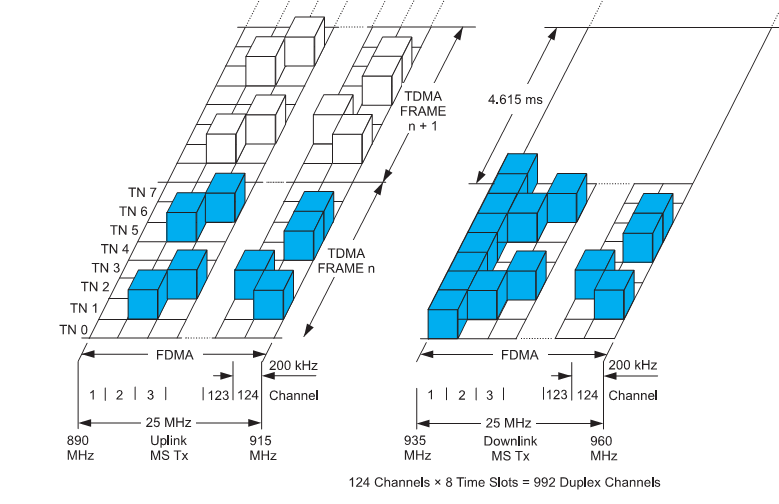 TDMA
FRAME
n + 1
4.615 ms
TN 7
TN 6
TN 5
TN 4
TN 3
TN 2
TN 1
TN 0
TDMA
FRAME n
FDMA
200 kHz
1 | 2 | 3 | | 123 124 Channel
25 MHz
890
MHz
Uplink
MS Tx
915
MHz
FDMA
200 kHz
1 | 2 | 3 | | 123 124 Channel
25 MHz
935
MHz
Downlink
MS Tx
960
MHz
124 Channels × 8 Time Slots = 992 Duplex Channels